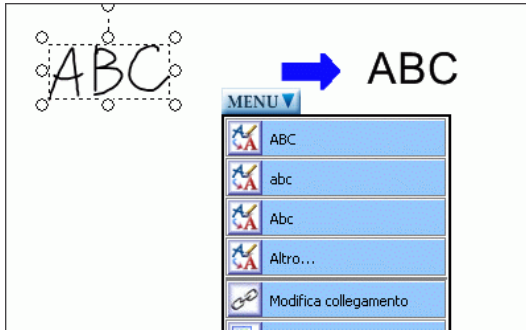 ABC ABC
MENU
ABC
abc
Abc
Altro...
Modifica collegamento